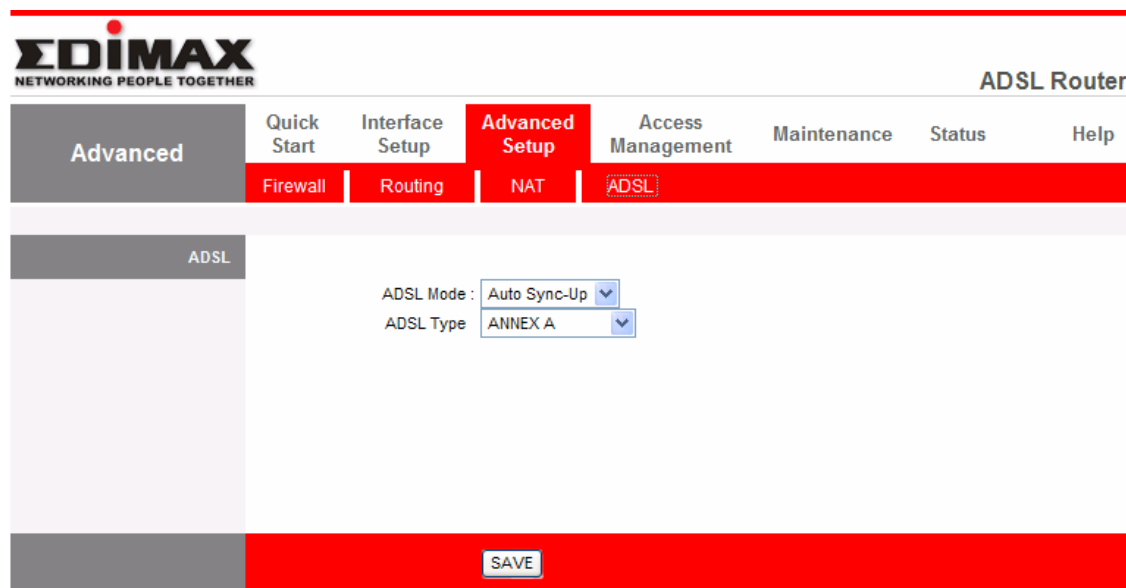 EDIMAX
NETWORKING PEOPLE TOGETHER
ADSL Router
Advanced
Quick Start
Interface Setup
Advanced Setup
Access Management
Maintenance
Status
Help
Firewall
Routing
NAT
ADSL
ADSL
ADSL Mode : Auto Sync-Up
ADSL Type ANNEX A
SAVE